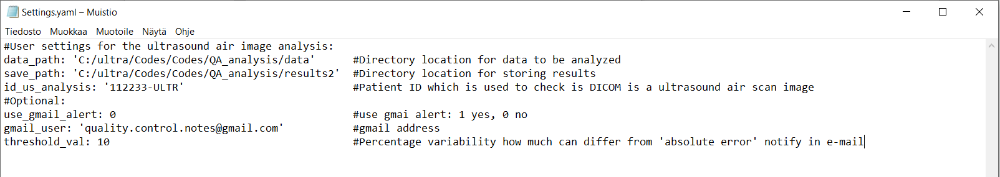 Settings.yaml – Muistio
Tiedosto Muokkaa Muotoile Näytä Ohje
#User settings for the ultrasound air image analysis:
data_path: 'C:/ultra/Codes/Codes/QA_analysis/data' #Directory location for data to be analyzed
save_path: 'C:/ultra/Codes/Codes/QA_analysis/results2' #Directory location for storing results
id_us_analysis: '112233-ULTR' #Patient ID which is used to check is DICOM is a ultrasound air scan image
#Optional:
use_gmail_alert: 0 #use gmai alert: 1 yes, 0 no
gmail_user: 'quality.control.notes@gmail.com' #gmail address
threshold_val: 10 #Percentage variability how much can differ from 'absolute error' notify in e-mail